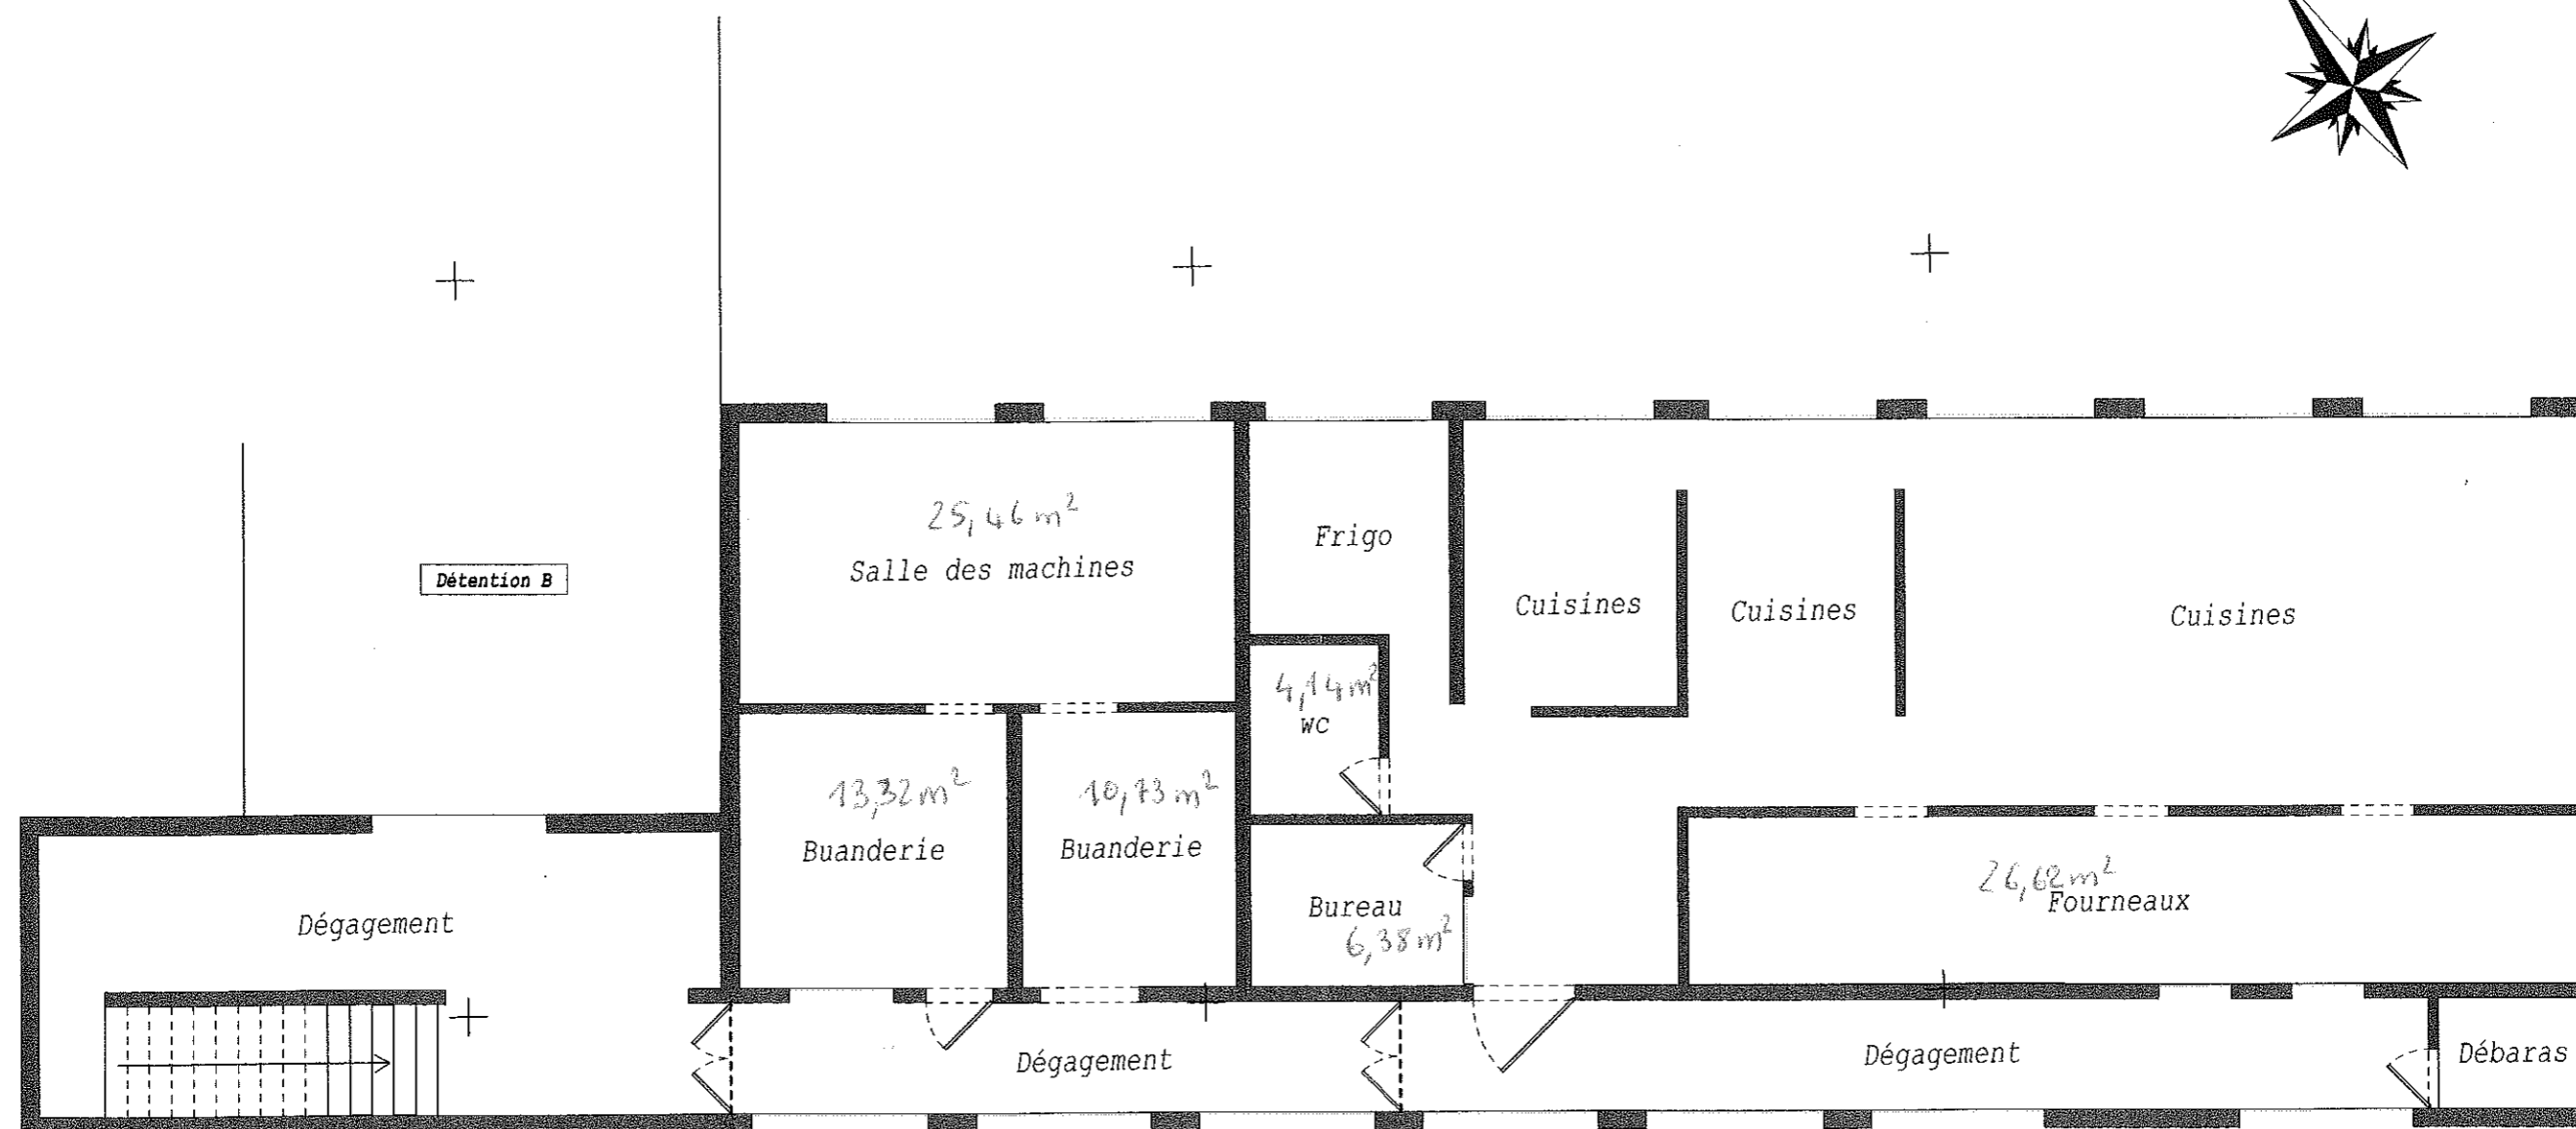 25,46 m²
Salle des machines
Frigo
Détention B
Cuisines
Cuisines
Cuisines
4,14 m²
WC
13,32 m²
Buanderie
10,73 m²
Buanderie
Bureau
6,38 m²
26,62 m²
Fourneaux
Dégagement
Dégagement
Dégagement
Débaras